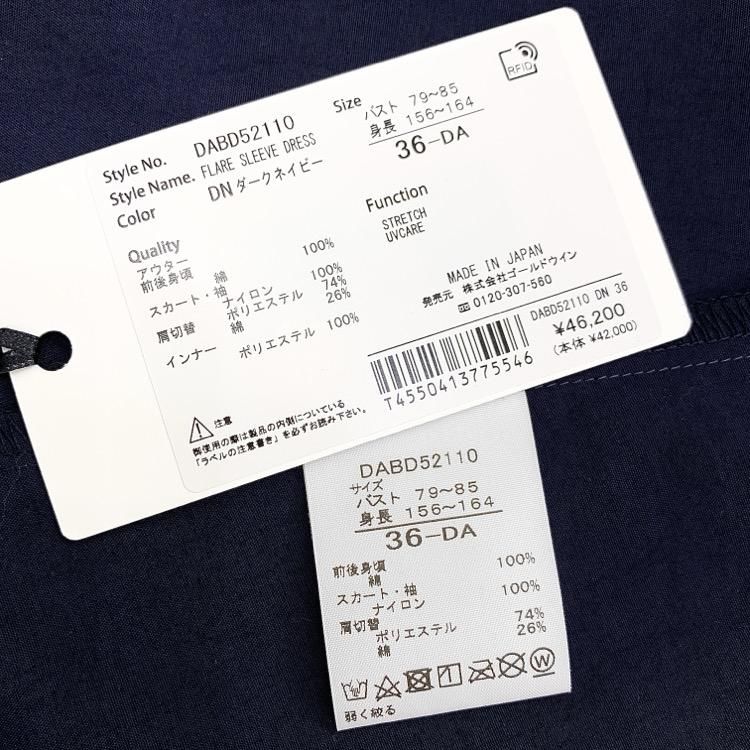 Style No. DABD52110
Style Name. FLARE SLEEVE DRESS
Color DN ダークネイビー
Size バスト 79~85
身長 156~164
36-DA
RFID
Quality
アウター
前後身頃 綿 100%
スカート・袖 ナイロン 100%
肩切替 ポリエステル 74%
綿 26%
インナー ポリエステル 100%
Function
STRETCH
UVCARE
MADE IN JAPAN
発売元 株式会社ゴールドウイン
0120-307-560
DABD52110 DN 36
¥46,200
(本体 ¥42,000)
T4550413775546
注意
御使用の際は製品の内側についている
「ラベルの注意書き」を必ずお読み下さい。
DABD52110
サイズ
バスト 79~85
身長 156~164
36-DA
前後身頃
綿 100%
スカート・袖
ナイロン 100%
肩切替
ポリエステル 74%
綿 26%
W
弱く絞る